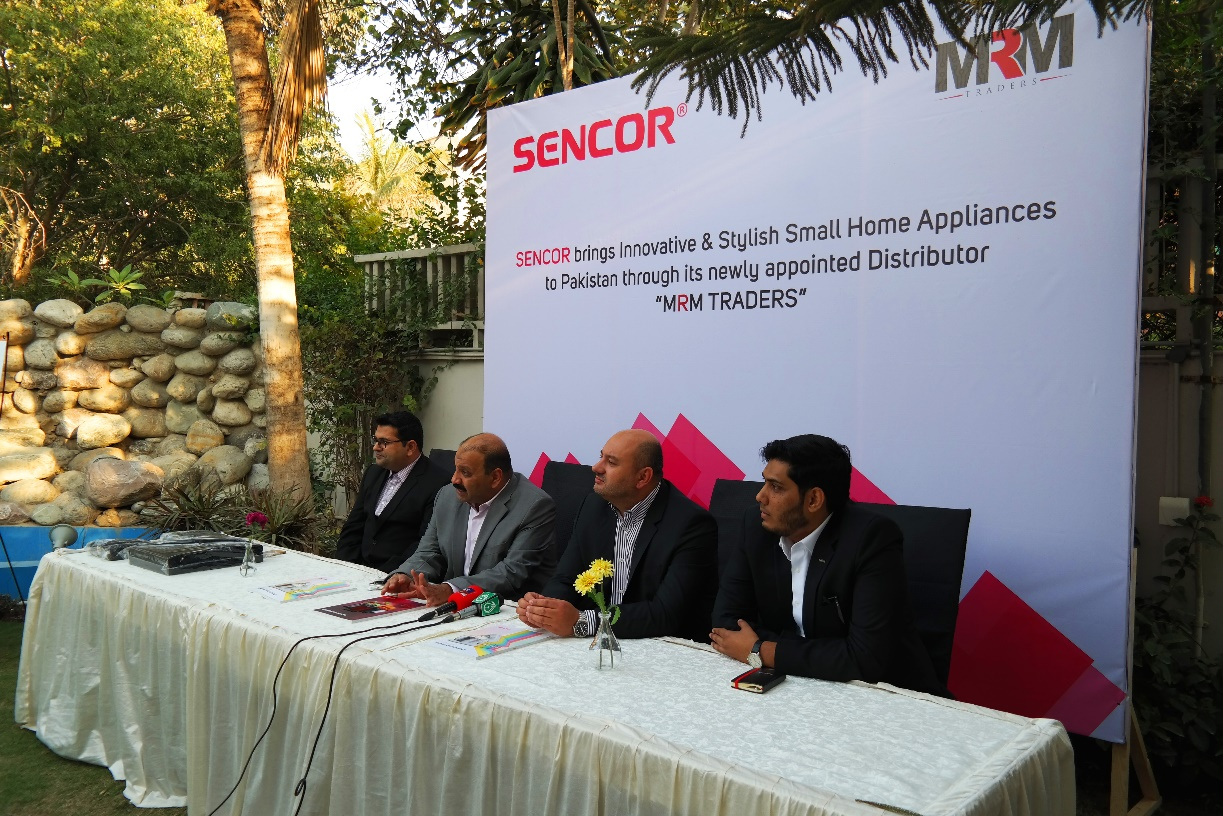 SENCOR®
MRM
TRADERS
SENCOR brings Innovative & Stylish Small Home Appliances
to Pakistan through its newly appointed Distributor
“MRM TRADERS”